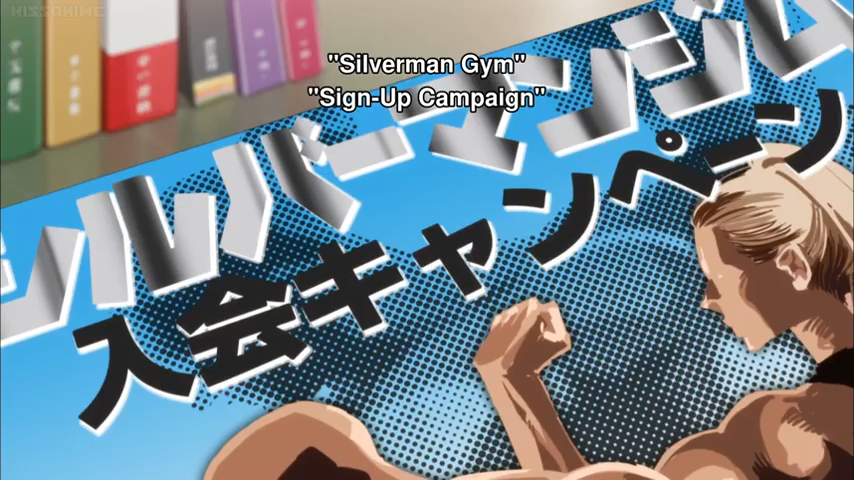 HISSOHIME
"Silverman Gym"
"Sign-Up Campaign"
シルバーマンジム
入会キャンペーン